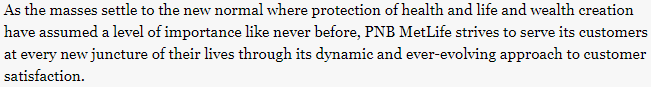 As the masses settle to the new normal where protection of health and life and wealth creation
have assumed a level of importance like never before, PNB MetLife strives to serve its customers
at every new juncture of their lives through its dynamic and ever-evolving approach to customer
satisfaction.